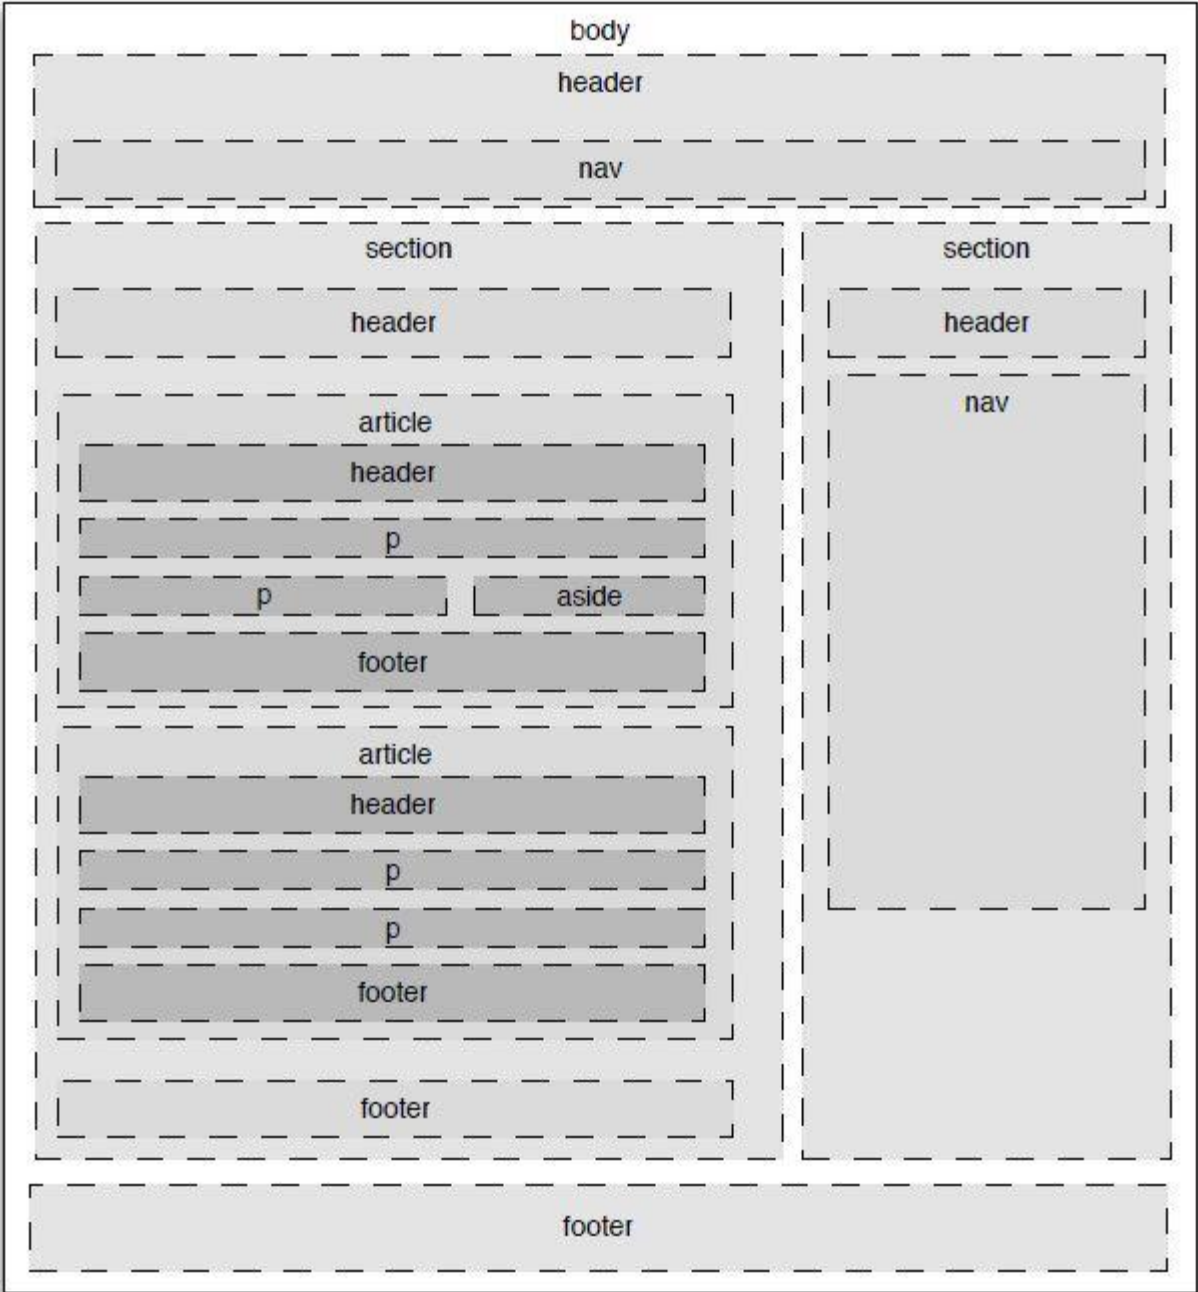 body
header
nav
section
header
article
header
p
p
aside
footer
article
header
p
p
footer
footer
section
header
nav
footer